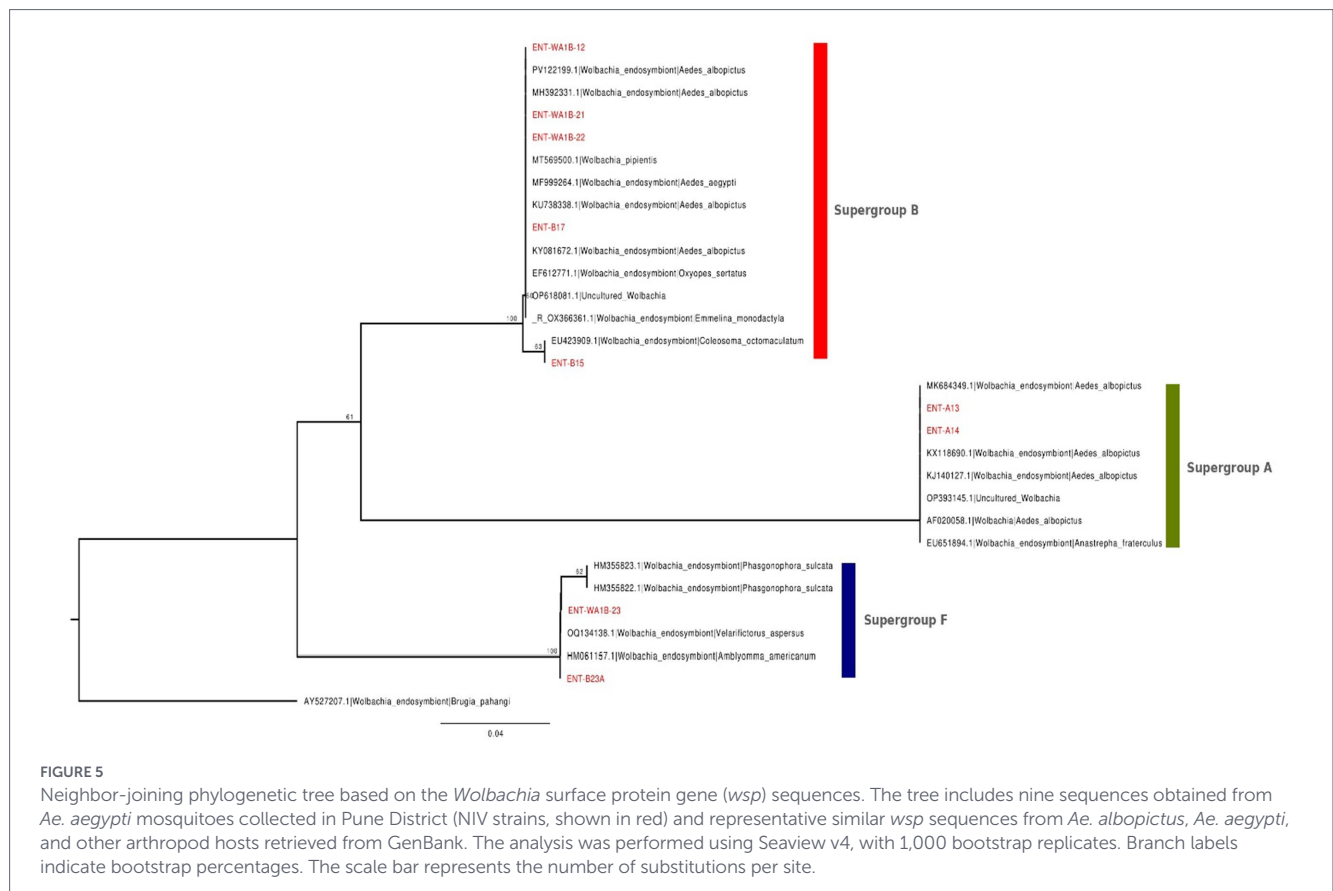 ENT-WA1B-12
PV122199.1|Wolbachia_endosymbiont|Aedes_albopictus
MH392331.1|Wolbachia_endosymbiont|Aedes_albopictus
ENT-WA1B-21
ENT-WA1B-22
MT569500.1|Wolbachia_pipientis
MF999264.1|Wolbachia_endosymbiont|Aedes_aegypti
KU738338.1|Wolbachia_endosymbiont|Aedes_albopictus
Supergroup B
ENT-B17
KY081672.1|Wolbachia_endosymbiont|Aedes_albopictus
EF612771.1|Wolbachia_endosymbiont|Oxyopes_sertatus
OP618081.1|Uncultured_Wolbachia
100
_R_OX366361.1|Wolbachia_endosymbiont|Emmelina_monodactyla
EU423909.1|Wolbachia_endosymbiont|Coleosoma_octomaculatum
63
ENT-B15
MK684349.1|Wolbachia_endosymbiont|Aedes_albopictus
ENT-A13
61
ENT-A14
KX118690.1|Wolbachia_endosymbiont|Aedes_albopictus
Supergroup A
KJ140127.1|Wolbachia_endosymbiont|Aedes_albopictus
OP393145.1|Uncultured_Wolbachia
AF020058.1|Wolbachia|Aedes_albopictus
EU651894.1|Wolbachia_endosymbiont|Anastrepha_fraterculus
HM355823.1|Wolbachia_endosymbiont|Phasgonophora_sulcata
HM355822.1|Wolbachia_endosymbiont|Phasgonophora_sulcata
ENT-WA1B-23
Supergroup F
OQ134138.1|Wolbachia_endosymbiont|Velarifictorus_aspersus
100
HM061157.1|Wolbachia_endosymbiont|Amblyomma_americanum
ENT-B23A
AY527207.1|Wolbachia_endosymbiont|Brugia_pahangi
0.04
FIGURE 5
Neighbor-joining phylogenetic tree based on the Wolbachia surface protein gene (wsp) sequences. The tree includes nine sequences obtained from
Ae. aegypti mosquitoes collected in Pune District (NIV strains, shown in red) and representative similar wsp sequences from Ae. albopictus, Ae. aegypti,
and other arthropod hosts retrieved from GenBank. The analysis was performed using Seaview v4, with 1,000 bootstrap replicates. Branch labels
indicate bootstrap percentages. The scale bar represents the number of substitutions per site.